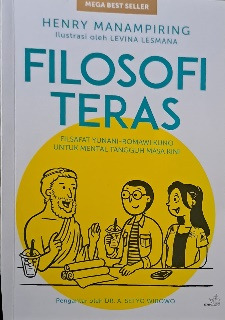 MEGA BEST SELLER
HENRY MANAMPIRING
Ilustrasi oleh LEVINA LESMANA
FILOSOFI
TERAS
FILSAFAT YUNANI-ROMAWI KUNO
UNTUK MENTAL TANGGUH MASA KINI
Pengantar oleh DR. A. SETYO WIBOWO